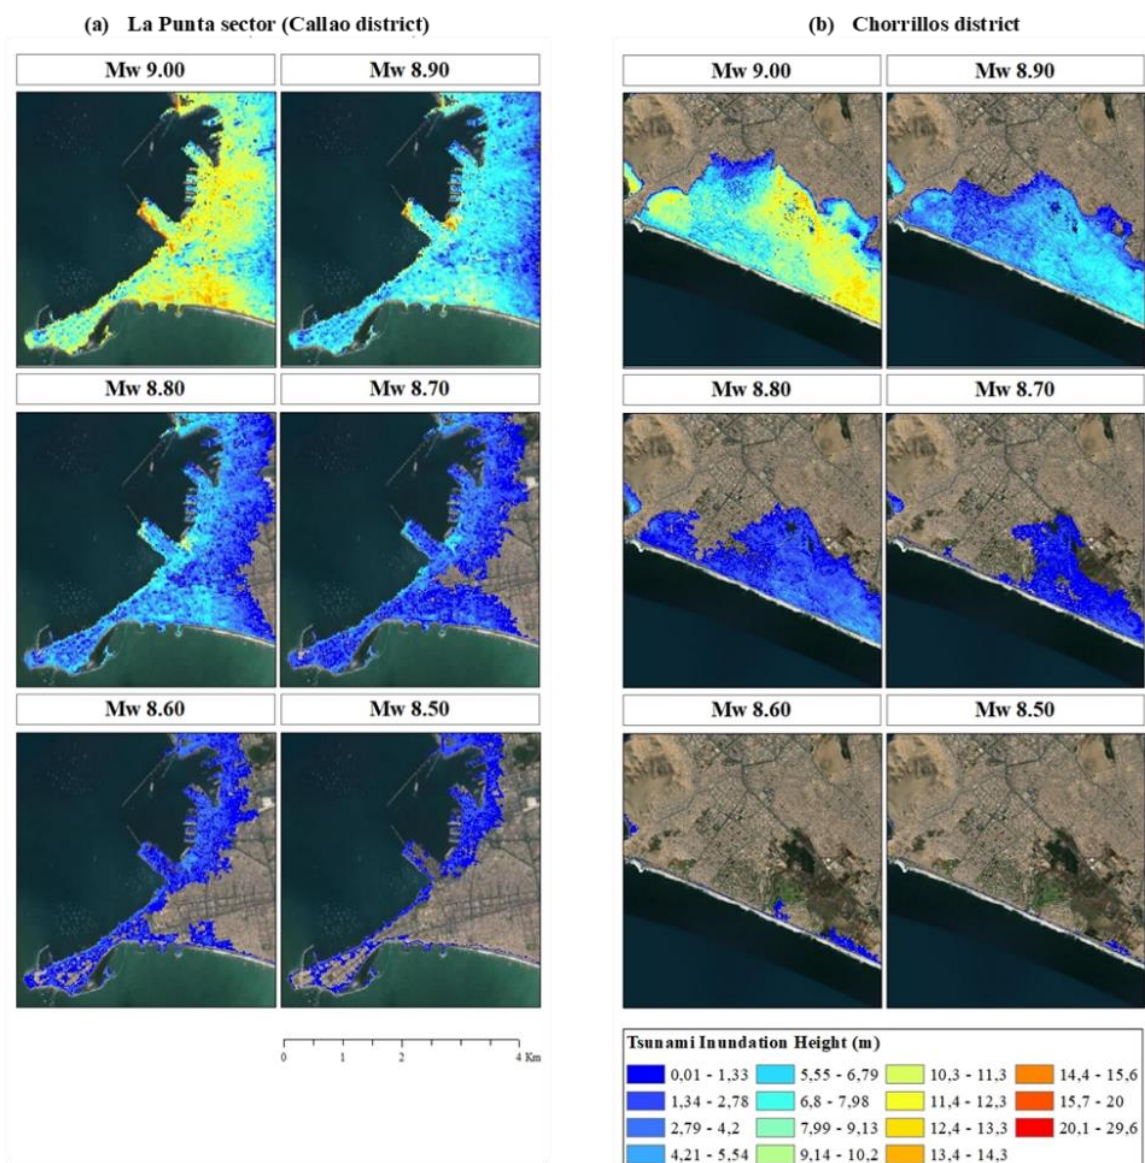 (a) La Punta sector (Callao district)
(b) Chorrillos district
Mw 9.00
Mw 8.90
Mw 9.00
Mw 8.90
Mw 8.80
Mw 8.70
Mw 8.80
Mw 8.70
Mw 8.60
Mw 8.50
Mw 8.60
Mw 8.50
0 1 2 4 Km
Tsunami Inundation Height (m)
0,01 - 1,33
5,55 - 6,79
10,3 - 11,3
14,4 - 15,6
1,34 - 2,78
6,8 - 7,98
11,4 - 12,3
15,7 - 20
2,79 - 4,2
7,99 - 9,13
12,4 - 13,3
20,1 - 29,6
4,21 - 5,54
9,14 - 10,2
13,4 - 14,3